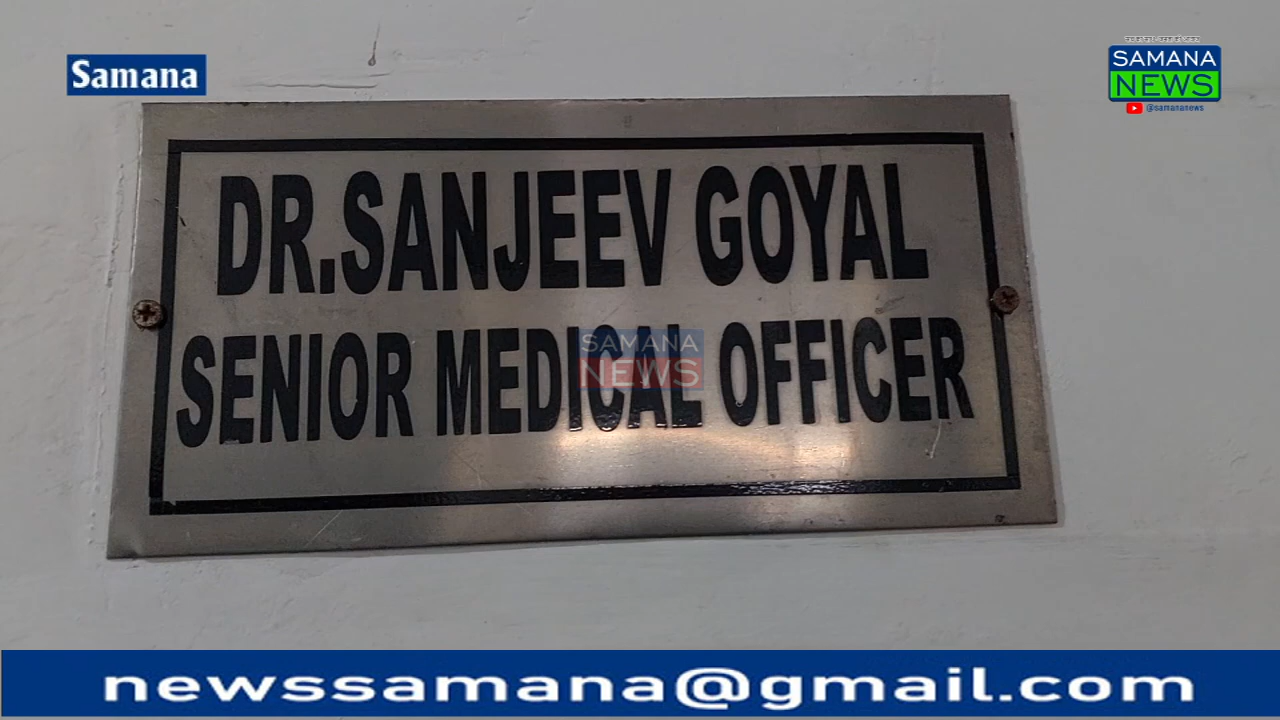 Samana
SAMANA
NEWS
@samananews
DR.SANJEEV GOYAL
SENIOR MEDICAL OFFICER
SAMANA
NEWS
newssamana@gmail.com